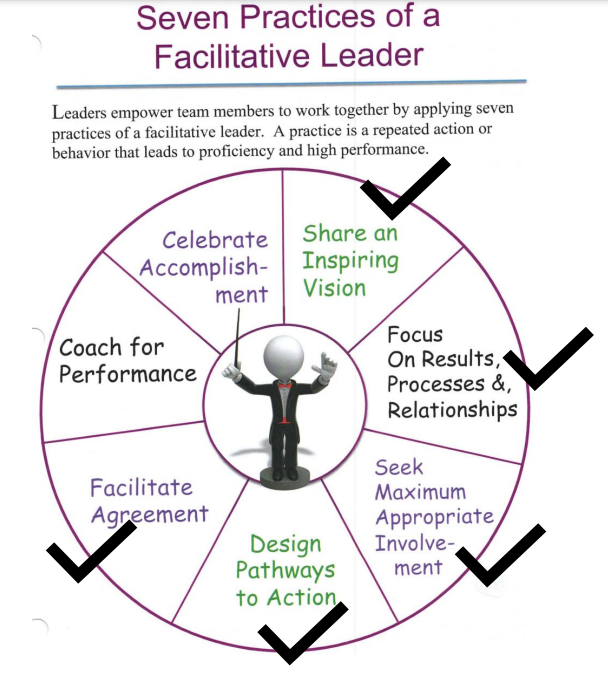 Seven Practices of a
Facilitative Leader
Leaders empower team members to work together by applying seven
practices of a facilitative leader. A practice is a repeated action or
behavior that leads to proficiency and high performance.
Share an
Inspiring
Vision
Focus
On Results,
Processes &,
Relationships
Seek
Maximum
Appropriate
Involve-
ment
Design
Pathways
to Action
Facilitate
Agreement
Coach for
Performance
Celebrate
Accomplish-
ment